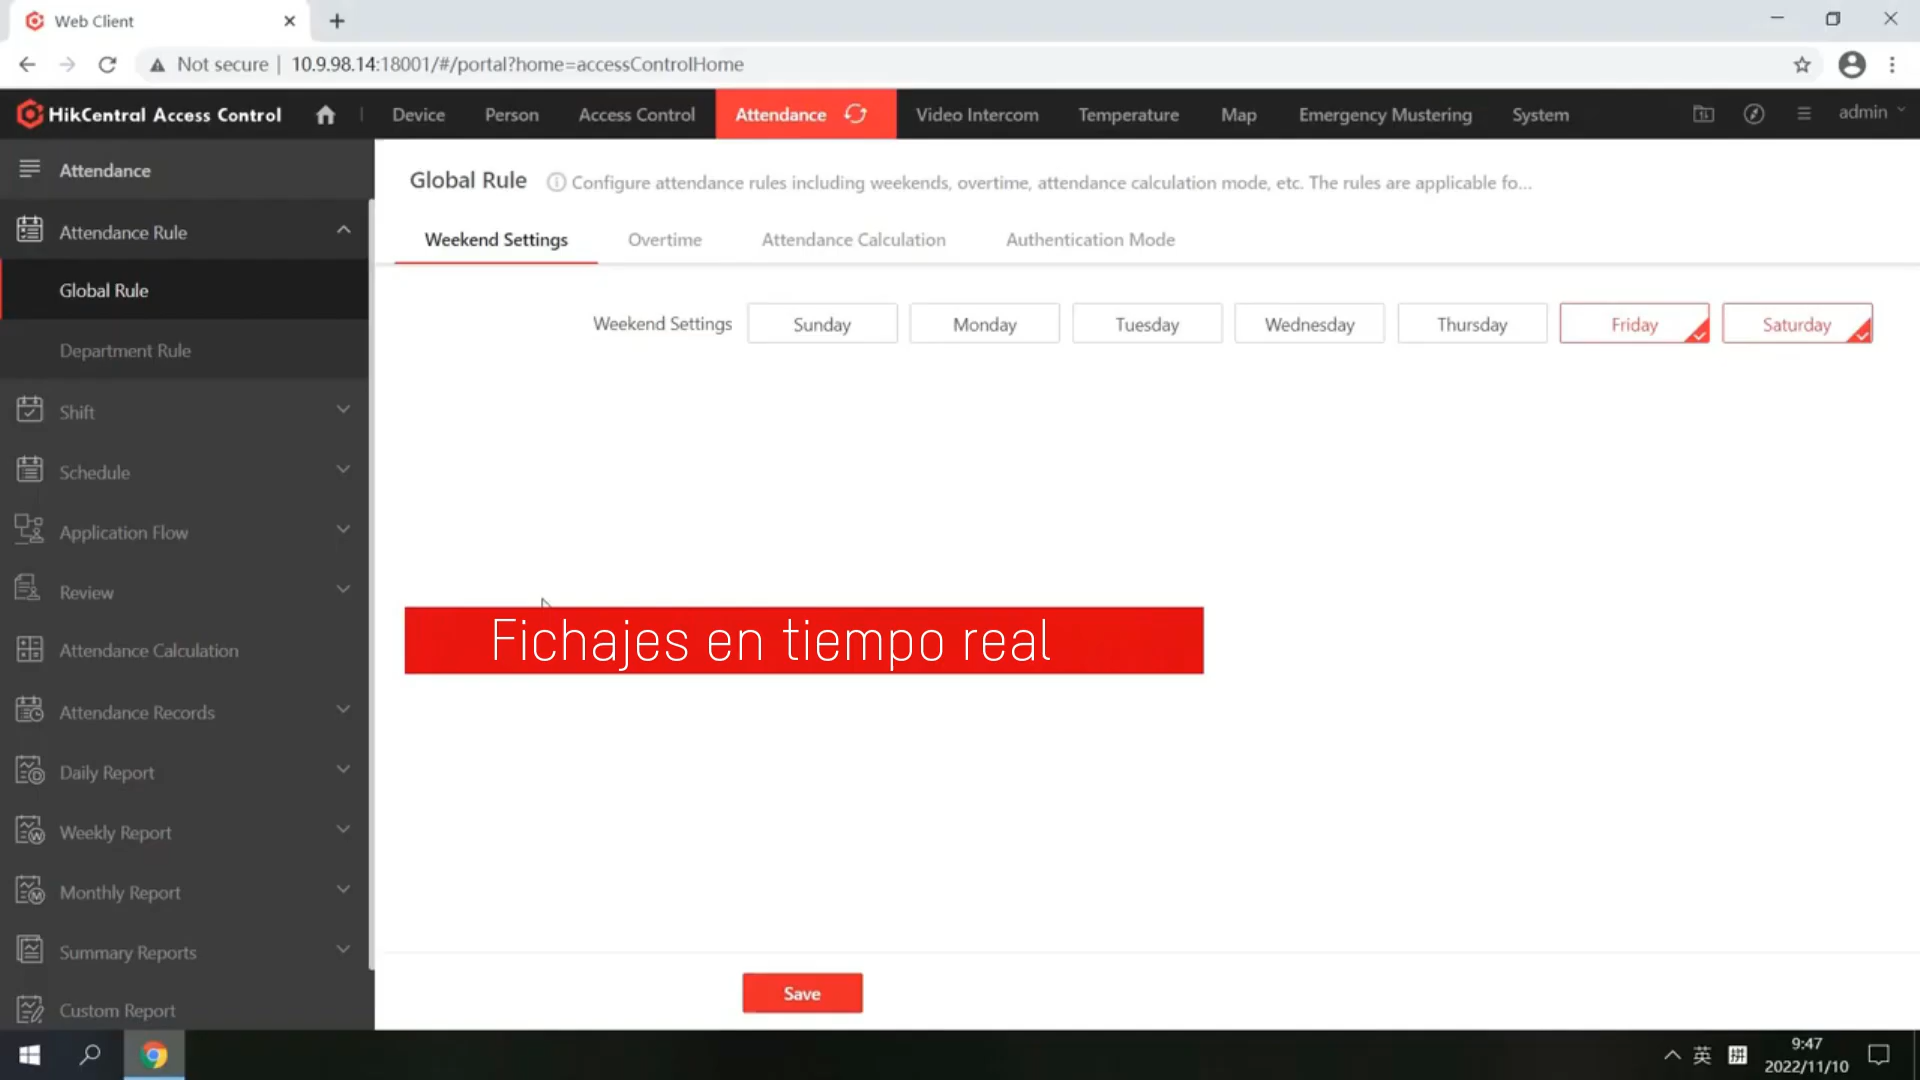 Web Client
Not secure | 10.9.98.14:18001/#/portal?home=accessControlHome
HikCentral Access Control
Device
Person
Access Control
Attendance
Video Intercom
Temperature
Map
Emergency Mustering
System
admin
Attendance
Attendance Rule
Global Rule
Department Rule
Shift
Schedule
Application Flow
Review
Attendance Calculation
Attendance Records
Daily Report
Weekly Report
Monthly Report
Summary Reports
Custom Report
Global Rule
Configure attendance rules including weekends, overtime, attendance calculation mode, etc. The rules are applicable fo...
Weekend Settings
Overtime
Attendance Calculation
Authentication Mode
Weekend Settings
Sunday
Monday
Tuesday
Wednesday
Thursday
Friday
Saturday
Fichajes en tiempo real
Save
英
拼
9:47
2022/11/10